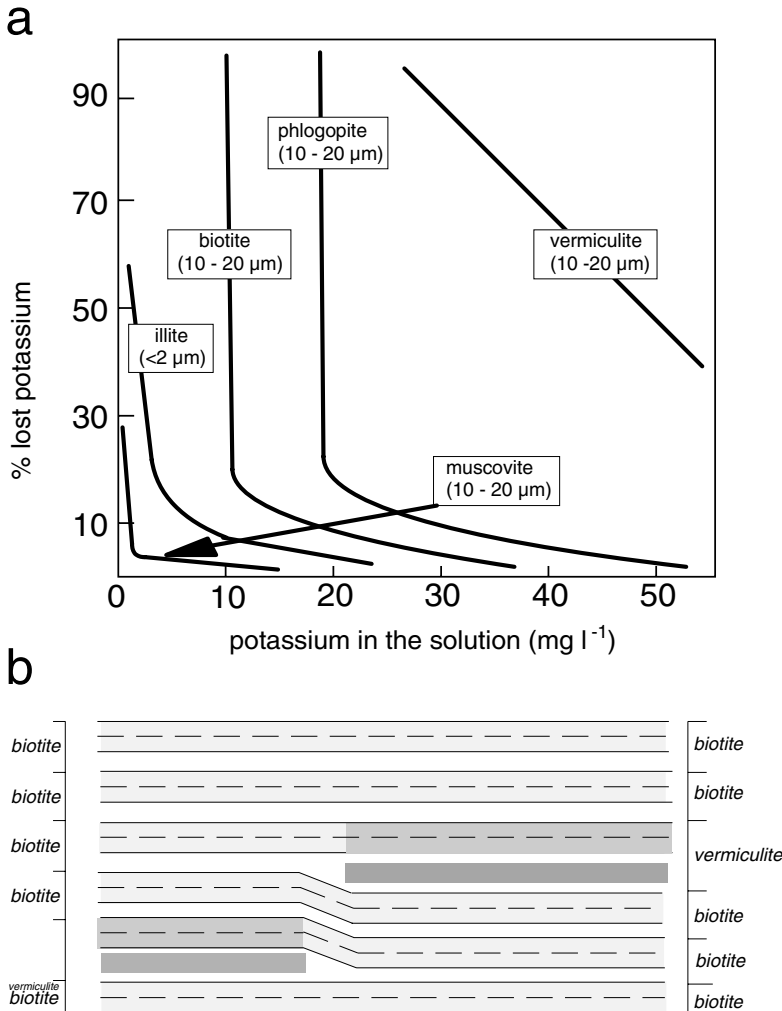 a
90
70
50
30
10
% lost potassium
phlogopite
(10 - 20 µm)
biotite
(10 - 20 µm)
vermiculite
(10 -20 µm)
illite
(<2 µm)
muscovite
(10 - 20 µm)
0 10 20 30 40 50
potassium in the solution (mg l⁻¹)
b
biotite
biotite
biotite
biotite
vermiculite
biotite
biotite
biotite
vermiculite
biotite
biotite
biotite